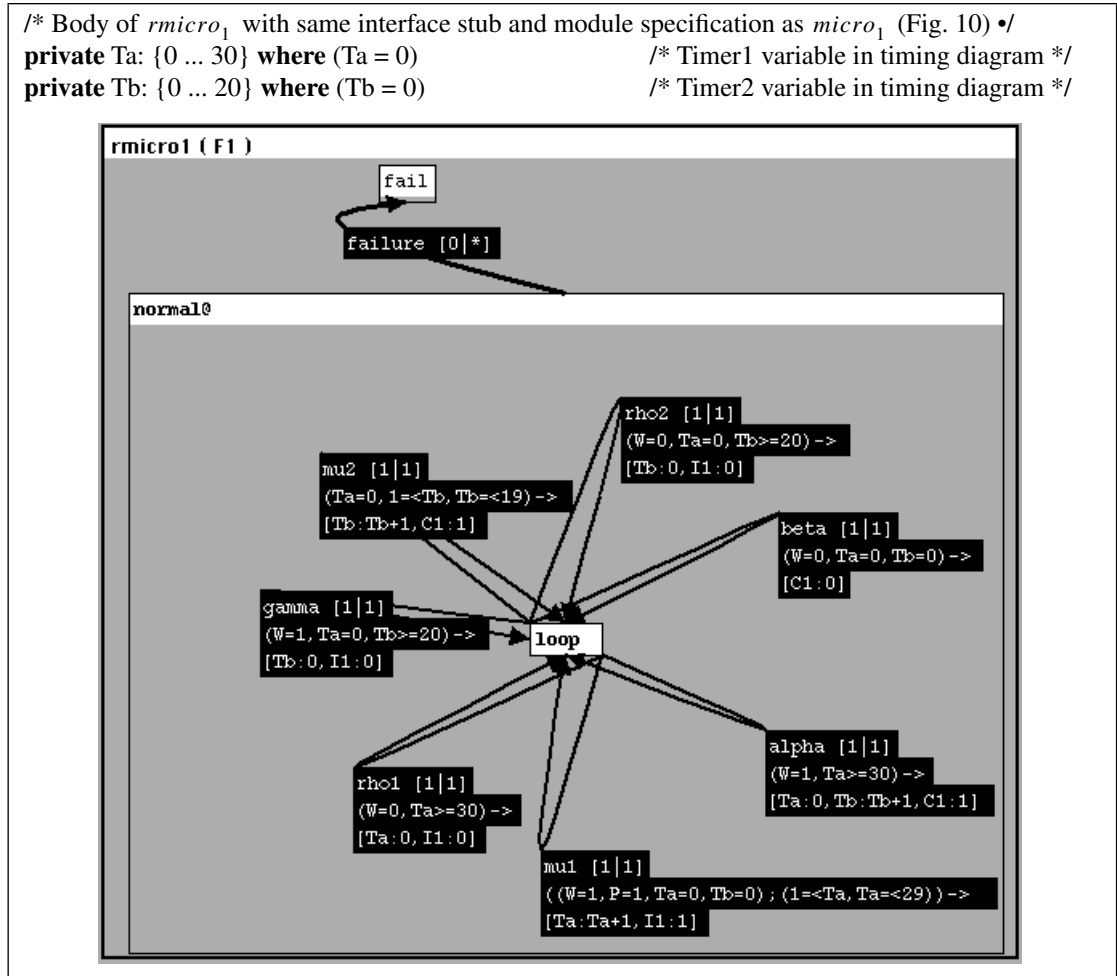 /* Body of rmicro1 with same interface stub and module specification as micro1 (Fig. 10) •/
private Ta: {0 ... 30} where (Ta = 0) /* Timer1 variable in timing diagram */
private Tb: {0 ... 20} where (Tb = 0) /* Timer2 variable in timing diagram */
rmicro1 ( F1 )
fail
failure [0|*]
normal@
rho2 [1|1]
(W=0,Ta=0,Tb>=20)->
[Tb:0,I1:0]
mu2 [1|1]
(Ta=0,1=<Tb,Tb=<19)->
[Tb:Tb+1,C1:1]
beta [1|1]
(W=0,Ta=0,Tb=0)->
[C1:0]
gamma [1|1]
(W=1,Ta=0,Tb>=20)->
[Tb:0,I1:0]
loop
alpha [1|1]
(W=1,Ta>=30)->
[Ta:0,Tb:Tb+1,C1:1]
rho1 [1|1]
(W=0,Ta>=30)->
[Ta:0,I1:0]
mu1 [1|1]
((W=1,P=1,Ta=0,Tb=0);(1=<Ta,Ta=<29))->
[Ta:Ta+1,I1:1]